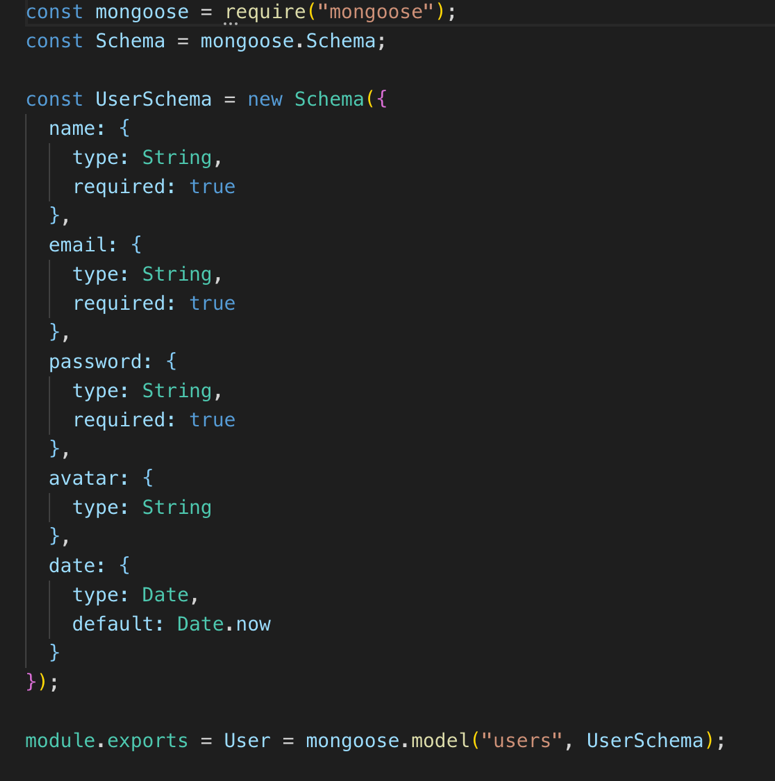 const mongoose = require("mongoose");
const Schema = mongoose.Schema;

const UserSchema = new Schema({
  name: {
    type: String,
    required: true
  },
  email: {
    type: String,
    required: true
  },
  password: {
    type: String,
    required: true
  },
  avatar: {
    type: String
  },
  date: {
    type: Date,
    default: Date.now
  }
});

module.exports = User = mongoose.model("users", UserSchema);